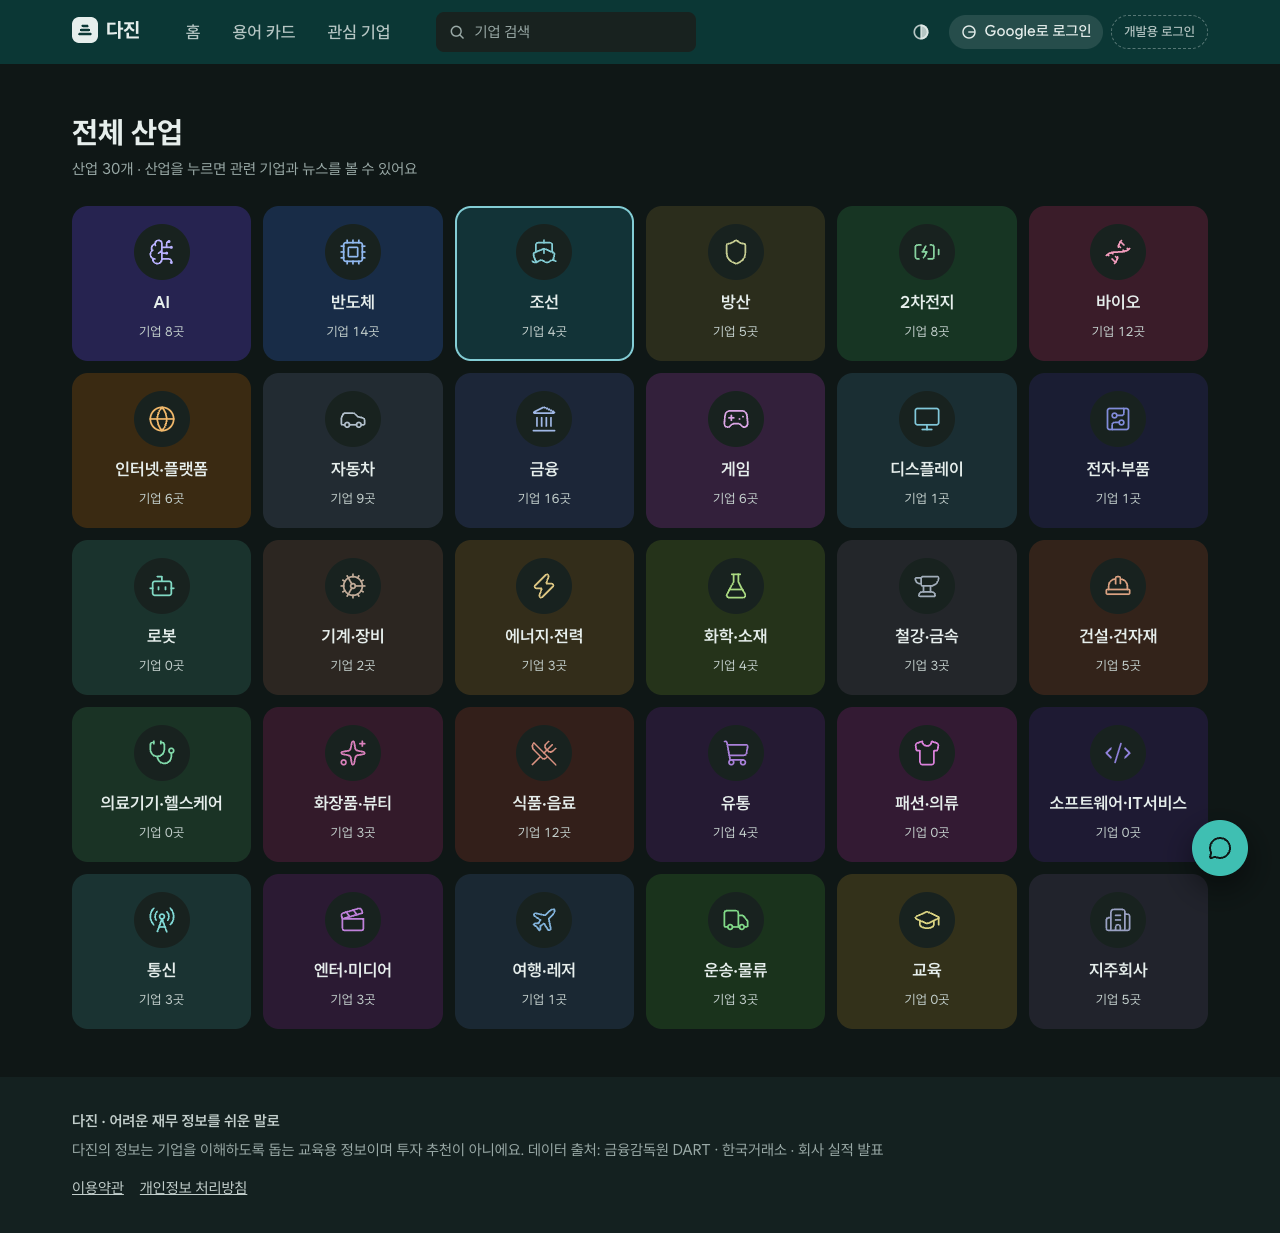 다진
홈
용어 카드
관심 기업
기업 검색
Google로 로그인
개발용 로그인
전체 산업
산업 30개 · 산업을 누르면 관련 기업과 뉴스를 볼 수 있어요
AI
기업 8곳
반도체
기업 14곳
조선
기업 4곳
방산
기업 5곳
2차전지
기업 8곳
바이오
기업 12곳
인터넷·플랫폼
기업 6곳
자동차
기업 9곳
금융
기업 16곳
게임
기업 6곳
디스플레이
기업 1곳
전자·부품
기업 1곳
로봇
기업 0곳
기계·장비
기업 2곳
에너지·전력
기업 3곳
화학·소재
기업 4곳
철강·금속
기업 3곳
건설·건자재
기업 5곳
의료기기·헬스케어
기업 0곳
화장품·뷰티
기업 3곳
식품·음료
기업 12곳
유통
기업 4곳
패션·의류
기업 0곳
소프트웨어·IT서비스
기업 0곳
통신
기업 3곳
엔터·미디어
기업 3곳
여행·레저
기업 1곳
운송·물류
기업 3곳
교육
기업 0곳
지주회사
기업 5곳
다진 · 어려운 재무 정보를 쉬운 말로
다진의 정보는 기업을 이해하도록 돕는 교육용 정보이며 투자 추천이 아니에요. 데이터 출처: 금융감독원 DART · 한국거래소 · 회사 실적 발표
이용약관
개인정보 처리방침